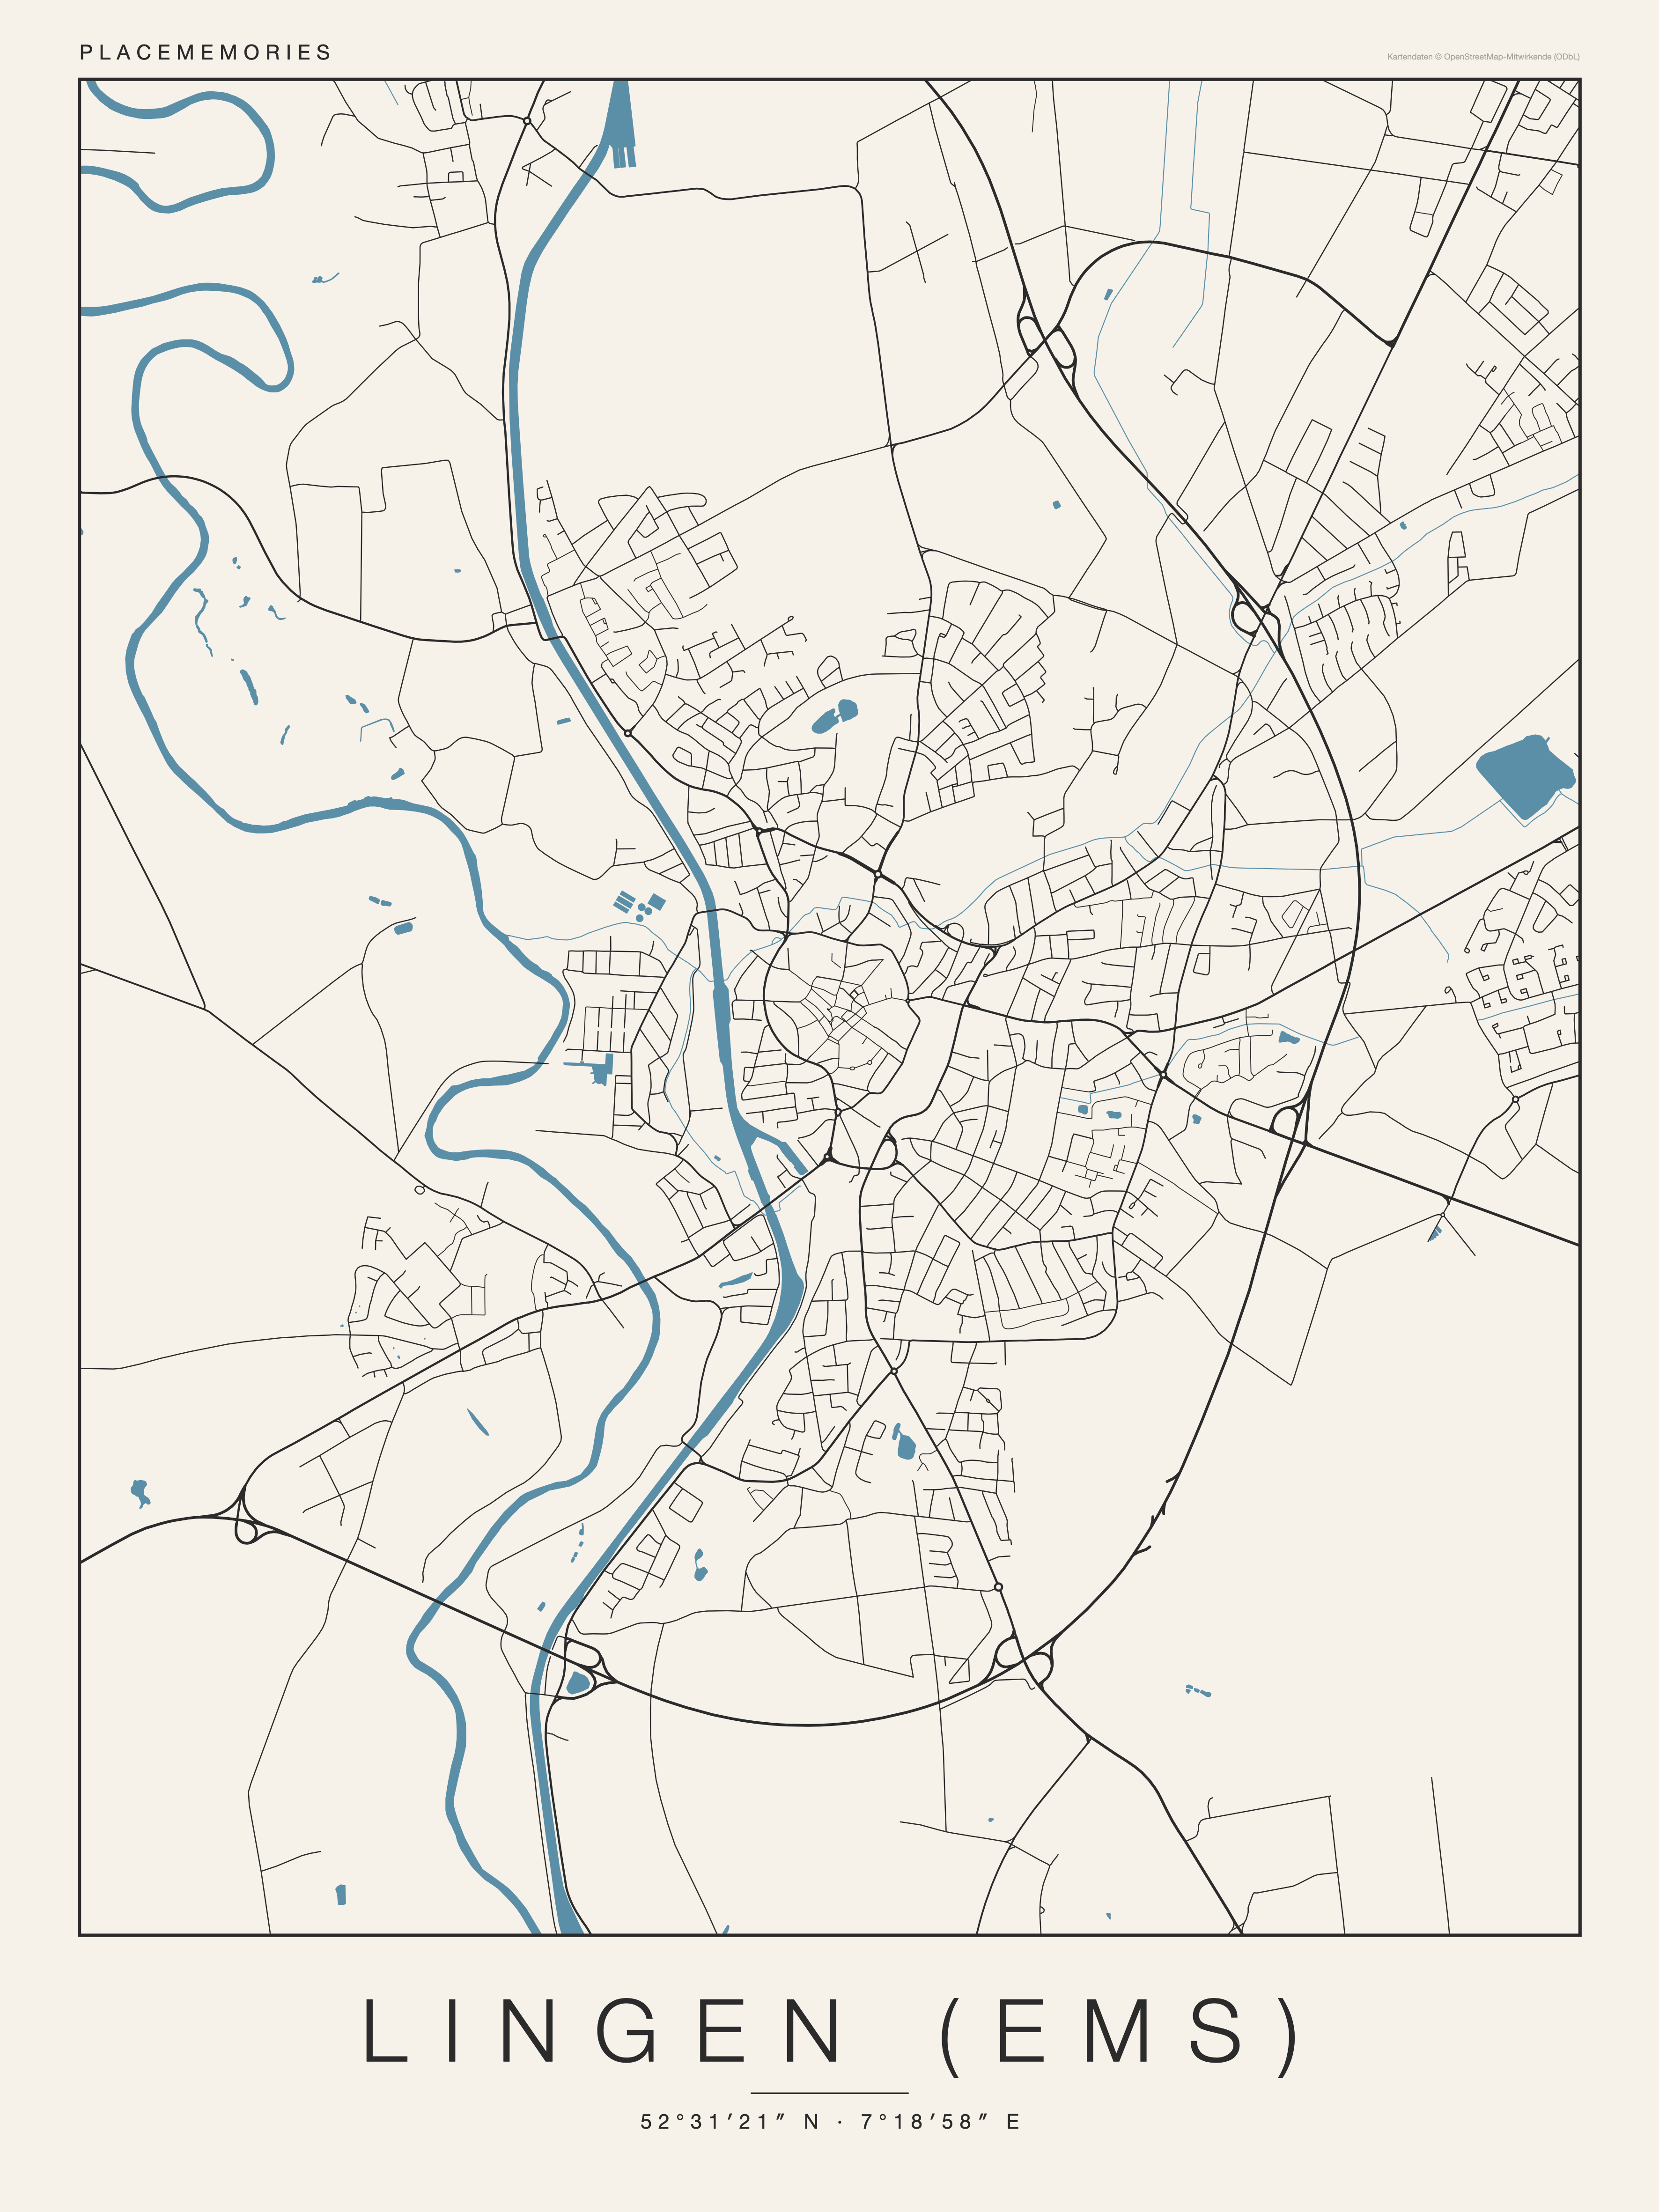 PLACEMEMORIES
Kartendaten © OpenStreetMap-Mitwirkende (ODbL)
LINGEN (EMS)
52°31′21″ N · 7°18′58″ E